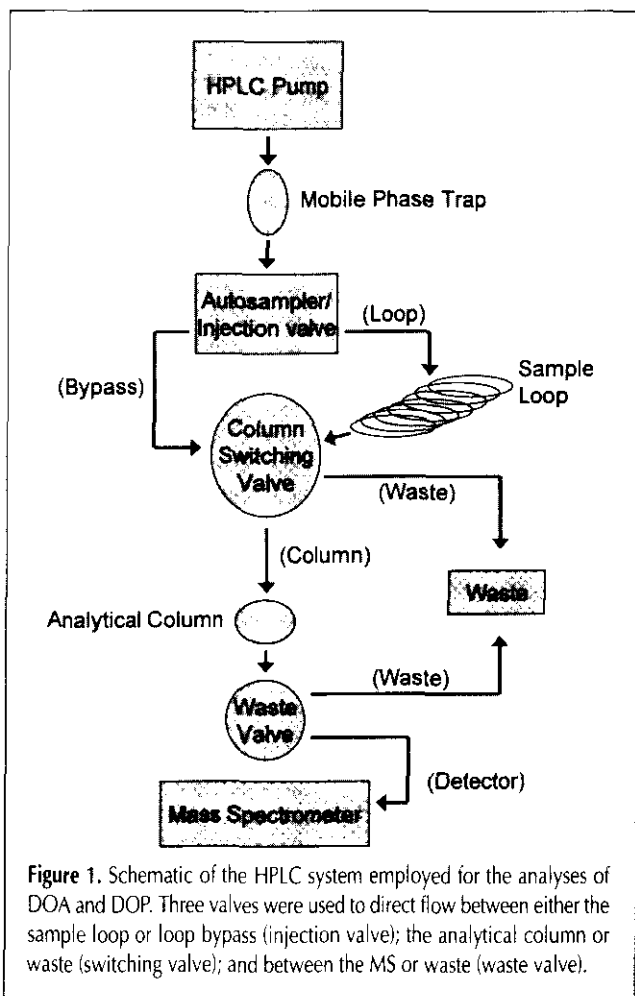 HPLC Pump
Mobile Phase Trap
Autosampler/
Injection valve
(Loop)
(Bypass)
Sample
Loop
Column
Switching
Valve
(Waste)
(Column)
Waste
Analytical Column
(Waste)
Waste
Valve
(Detector)
Mass Spectrometer
Figure 1. Schematic of the HPLC system employed for the analyses of
DOA and DOP. Three valves were used to direct flow between either the
sample loop or loop bypass (injection valve); the analytical column or
waste (switching valve); and between the MS or waste (waste valve).